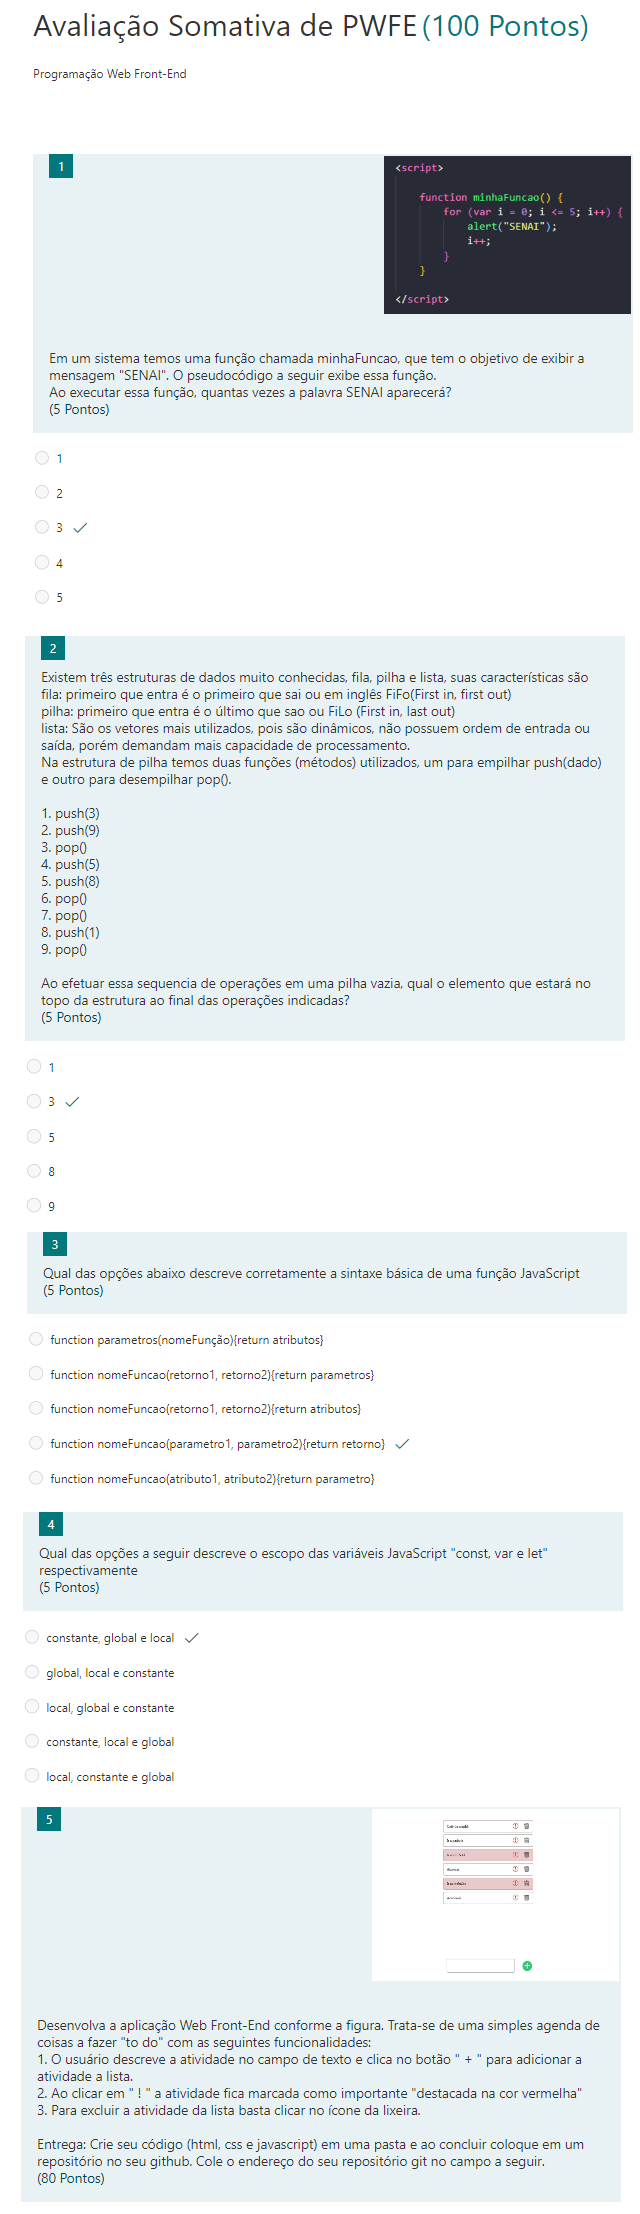 Avaliação Somativa de PWFE (100 Pontos)
Programação Web Front-End
1
<script>
function minhaFuncao() {
for (var i = 0; i <= 5; i++) {
alert("SENAI");
i++;
}
}
</script>
Em um sistema temos uma função chamada minhaFuncao, que tem o objetivo de exibir a
mensagem "SENAI". O pseudocódigo a seguir exibe essa função.
Ao executar essa função, quantas vezes a palavra SENAI aparecerá?
(5 Pontos)
1
2
3
4
5
2
Existem três estruturas de dados muito conhecidas, fila, pilha e lista, suas características são
fila: primeiro que entra é o primeiro que sai ou em inglês FiFo(First in, first out)
pilha: primeiro que entra é o último que sao ou FiLo (First in, last out)
lista: São os vetores mais utilizados, pois são dinâmicos, não possuem ordem de entrada ou
saída, porém demandam mais capacidade de processamento.
Na estrutura de pilha temos duas funções (métodos) utilizados, um para empilhar push(dado)
e outro para desempilhar pop().
1. push(3)
2. push(9)
3. pop()
4. push(5)
5. push(8)
6. pop()
7. pop()
8. push(1)
9. pop()
Ao efetuar essa sequencia de operações em uma pilha vazia, qual o elemento que estará no
topo da estrutura ao final das operações indicadas?
(5 Pontos)
1
3
5
8
9
3
Qual das opções abaixo descreve corretamente a sintaxe básica de uma função JavaScript
(5 Pontos)
function parametros(nomeFunção){return atributos}
function nomeFuncao(retorno1, retorno2){return parametros}
function nomeFuncao(retorno1, retorno2){return atributos}
function nomeFuncao(parametro1, parametro2){return retorno}
function nomeFuncao(atributo1, atributo2){return parametro}
4
Qual das opções a seguir descreve o escopo das variáveis JavaScript "const, var e let"
respectivamente
(5 Pontos)
constante, global e local
global, local e constante
local, global e constante
constante, local e global
local, constante e global
5
Desenvolva a aplicação Web Front-End conforme a figura. Trata-se de uma simples agenda de
coisas a fazer "to do" com as seguintes funcionalidades:
1. O usuário descreve a atividade no campo de texto e clica no botão " + " para adicionar a
atividade a lista.
2. Ao clicar em " ! " a atividade fica marcada como importante "destacada na cor vermelha"
3. Para excluir a atividade da lista basta clicar no ícone da lixeira.
Entrega: Crie seu código (html, css e javascript) em uma pasta e ao concluir coloque em um
repositório no seu github. Cole o endereço do seu repositório git no campo a seguir.
(80 Pontos)